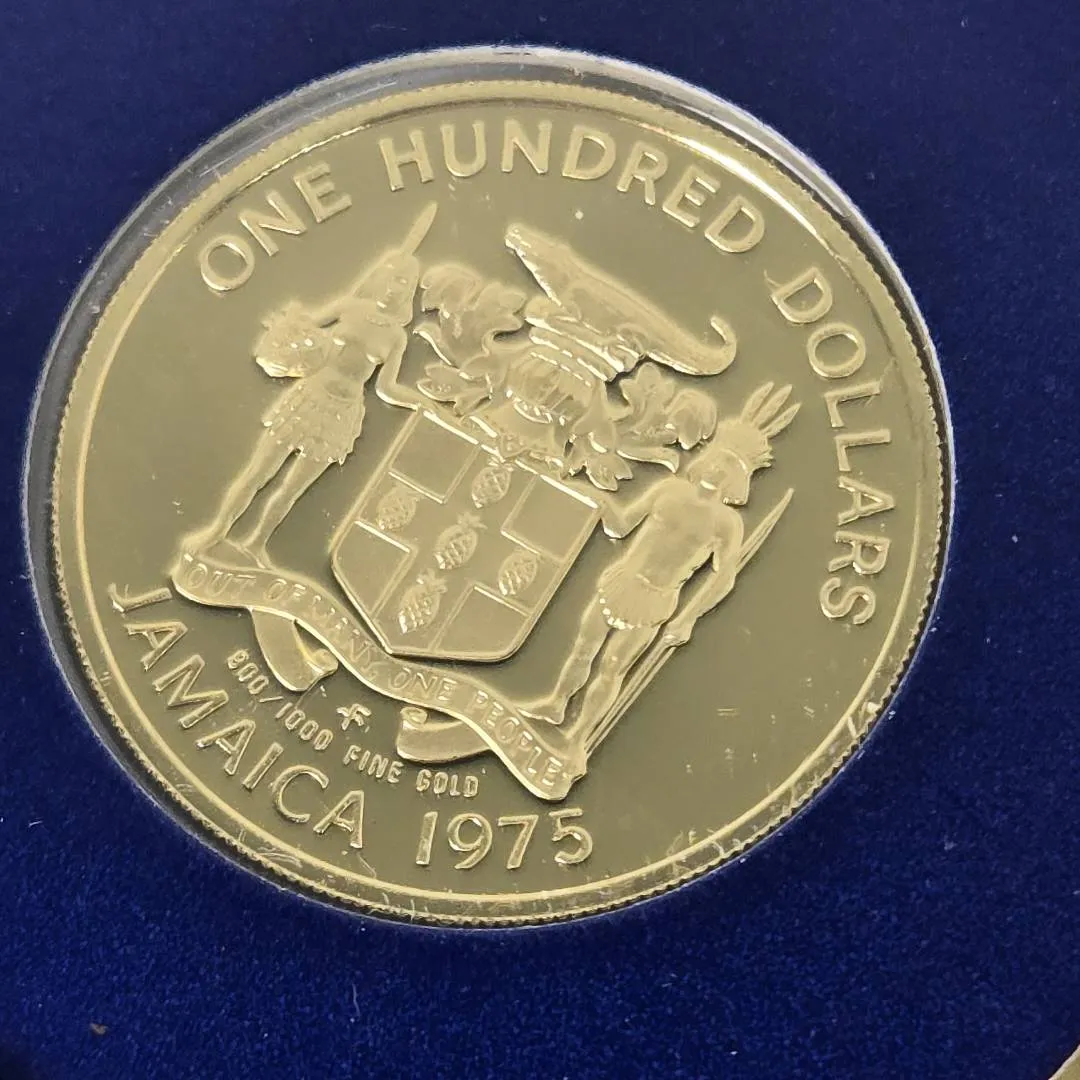 ONE HUNDRED DOLLARS
OUT OF MANY ONE PEOPLE
900/1000 FINE GOLD
JAMAICA 1975